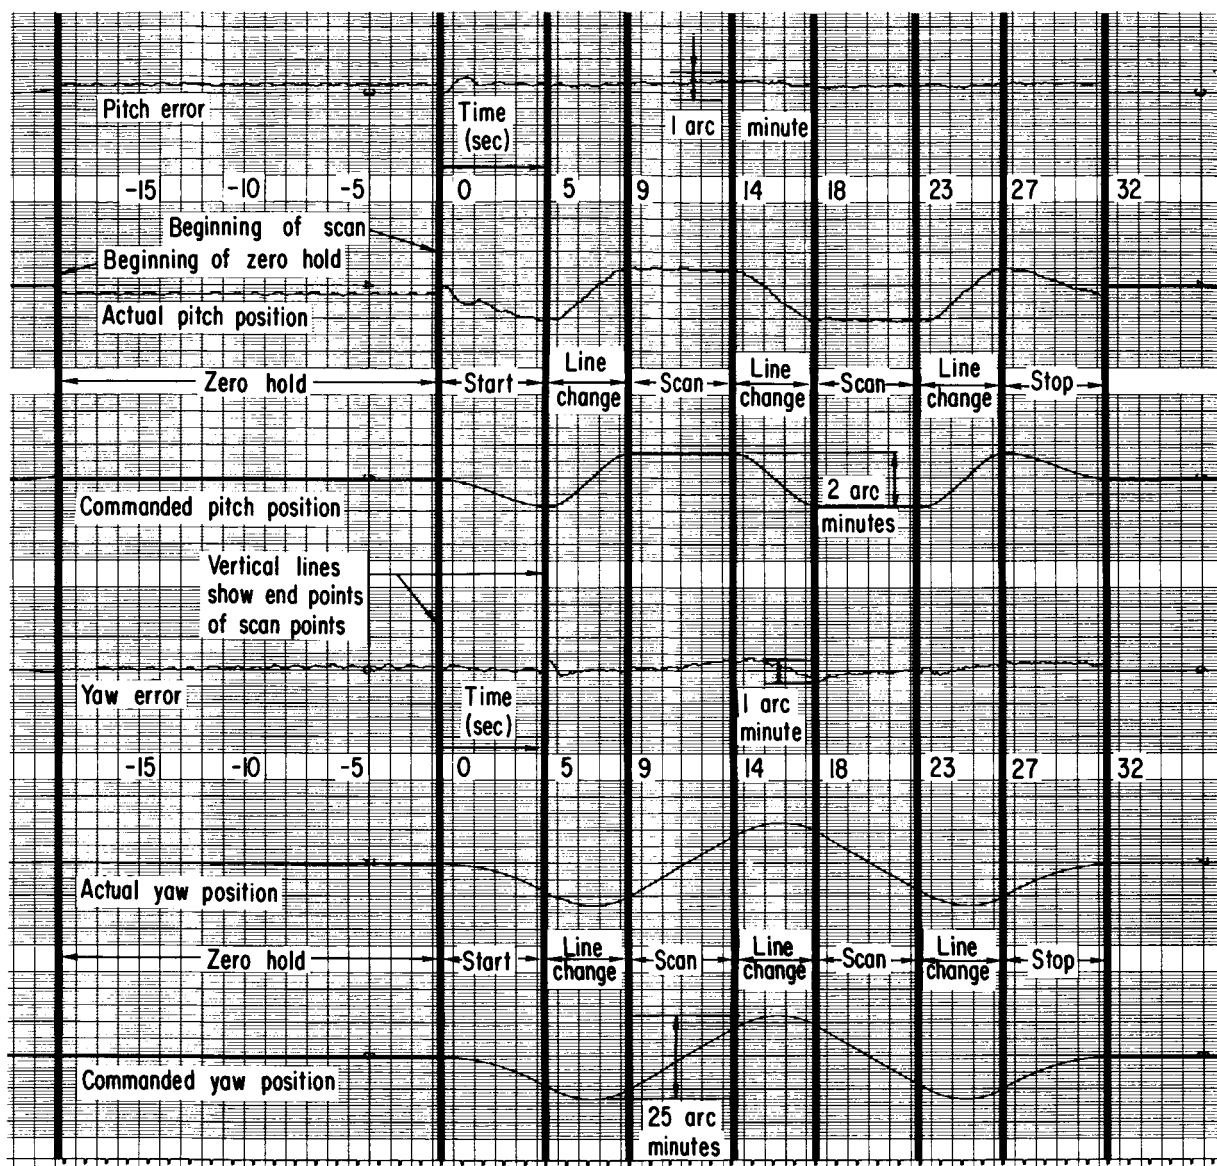 Pitch error
Time
(sec)
1 arc minute
-15 -10 -5 0 5 9 14 18 23 27 32
Beginning of scan
Beginning of zero hold
Actual pitch position
Zero hold
Start
Line
change
Scan
Line
change
Scan
Line
change
Stop
Commanded pitch position
2 arc
minutes
Vertical lines
show end points
of scan points
Yaw error
Time
(sec)
1 arc
minute
-15 -10 -5 0 5 9 14 18 23 27 32
Actual yaw position
Zero hold
Start
Line
change
Scan
Line
change
Scan
Line
change
Stop
Commanded yaw position
25 arc
minutes